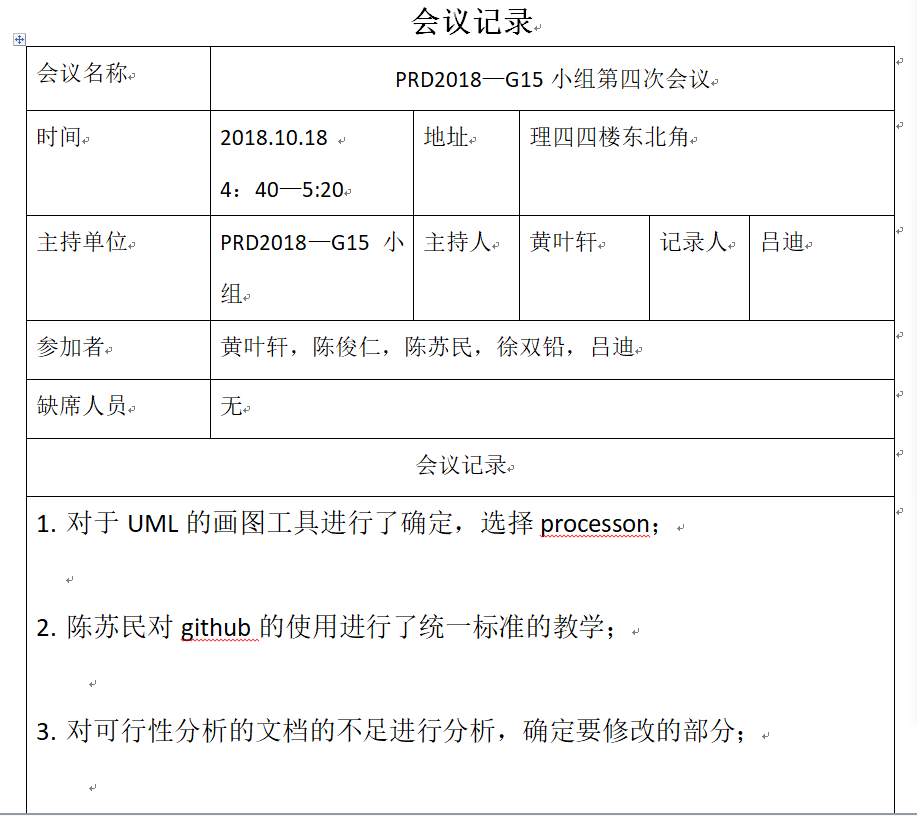 会议记录
会议名称 PRD2018—G15 小组第四次会议
时间 2018.10.18 地址 理四四楼东北角
4：40—5:20
主持单位 PRD2018—G15 小 主持人 黄叶轩 记录人 吕迪
组
参加者 黄叶轩，陈俊仁，陈苏民，徐双铅，吕迪
缺席人员 无
会议记录
1. 对于 UML 的画图工具进行了确定，选择 processon；
2. 陈苏民对 github 的使用进行了统一标准的教学；
3. 对可行性分析的文档的不足进行分析，确定要修改的部分；